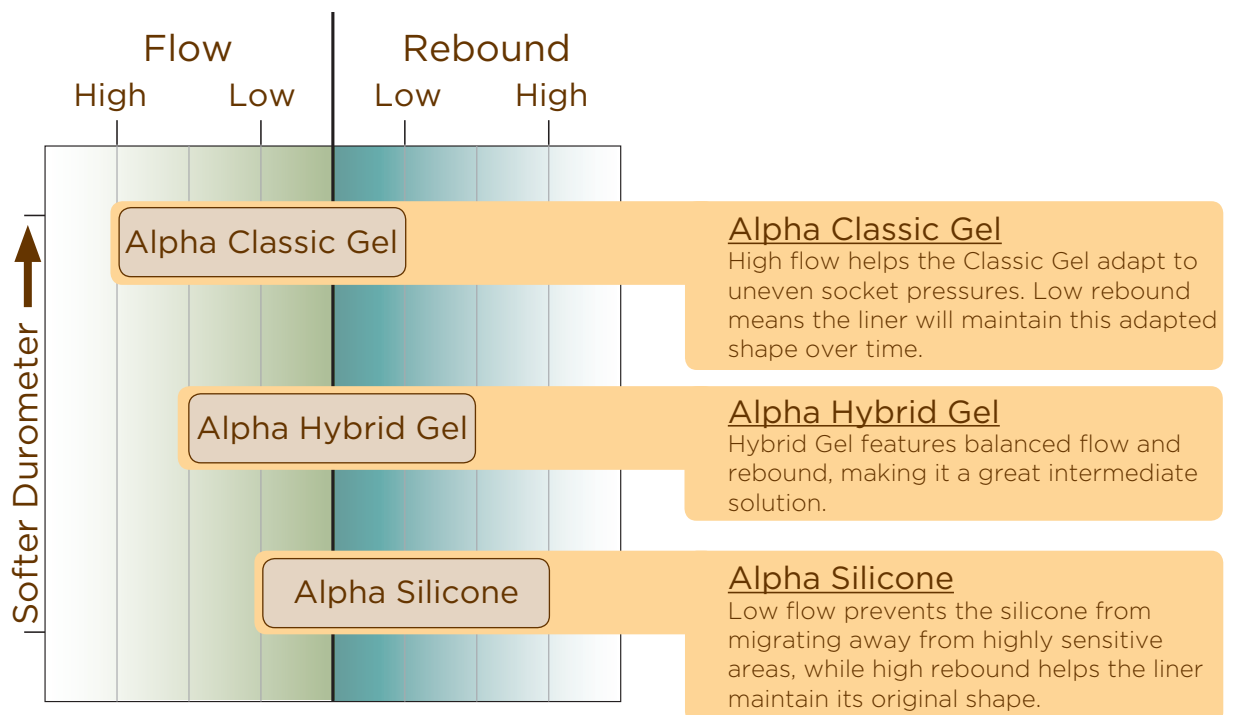 Flow
Rebound
High
Low
Low
High
Softer Durometer
Alpha Classic Gel
Alpha Classic Gel
High flow helps the Classic Gel adapt to
uneven socket pressures. Low rebound
means the liner will maintain this adapted
shape over time.
Alpha Hybrid Gel
Alpha Hybrid Gel
Hybrid Gel features balanced flow and
rebound, making it a great intermediate
solution.
Alpha Silicone
Alpha Silicone
Low flow prevents the silicone from
migrating away from highly sensitive
areas, while high rebound helps the liner
maintain its original shape.